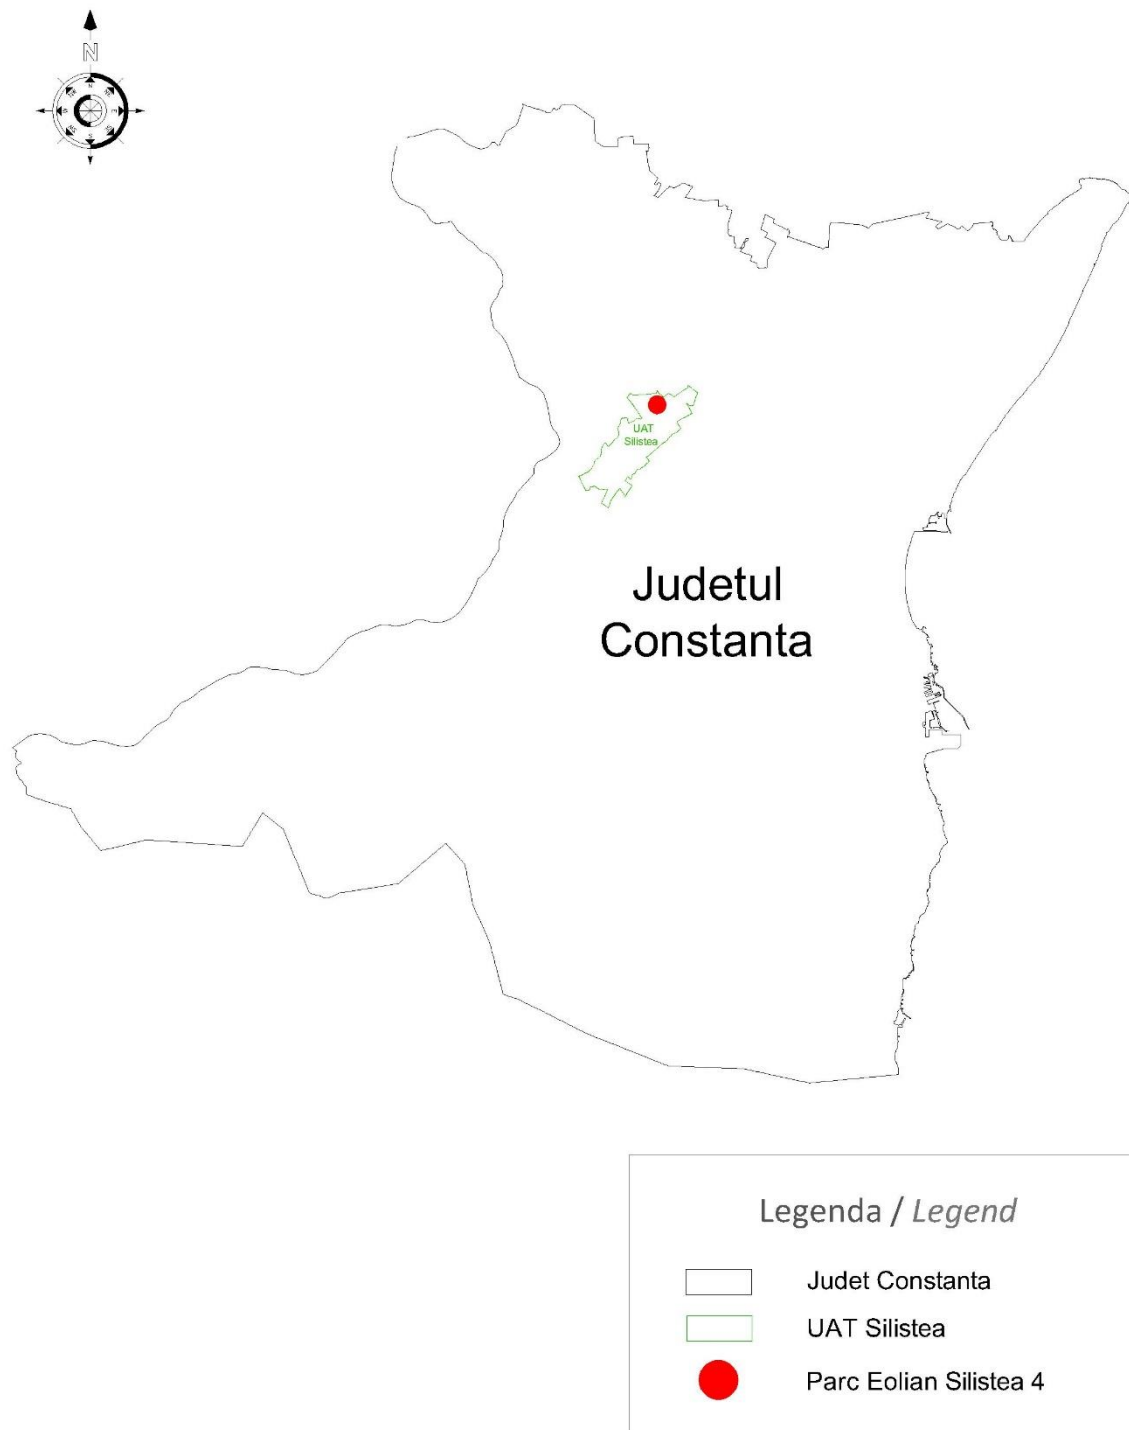 N
UAT
Silistea
Judetul
Constanta
Legenda / Legend
Judet Constanta
UAT Silistea
Parc Eolian Silistea 4